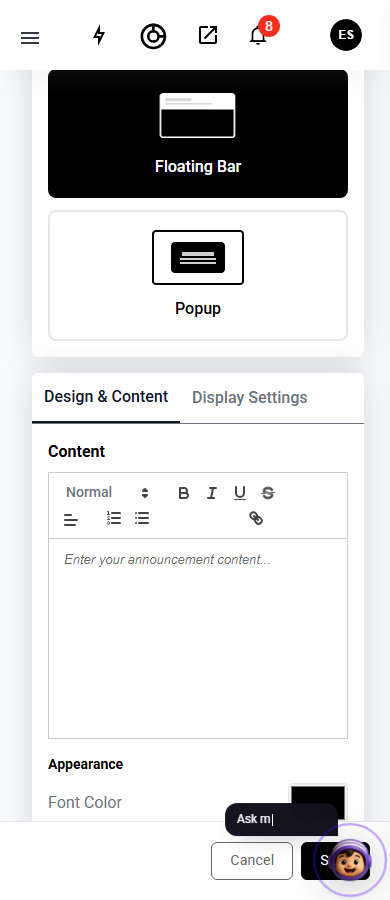 8
ES
Floating Bar
Popup
Design & Content
Display Settings
Content
Normal
B I U S
Enter your announcement content...
Appearance
Font Color
Ask m
Cancel
S